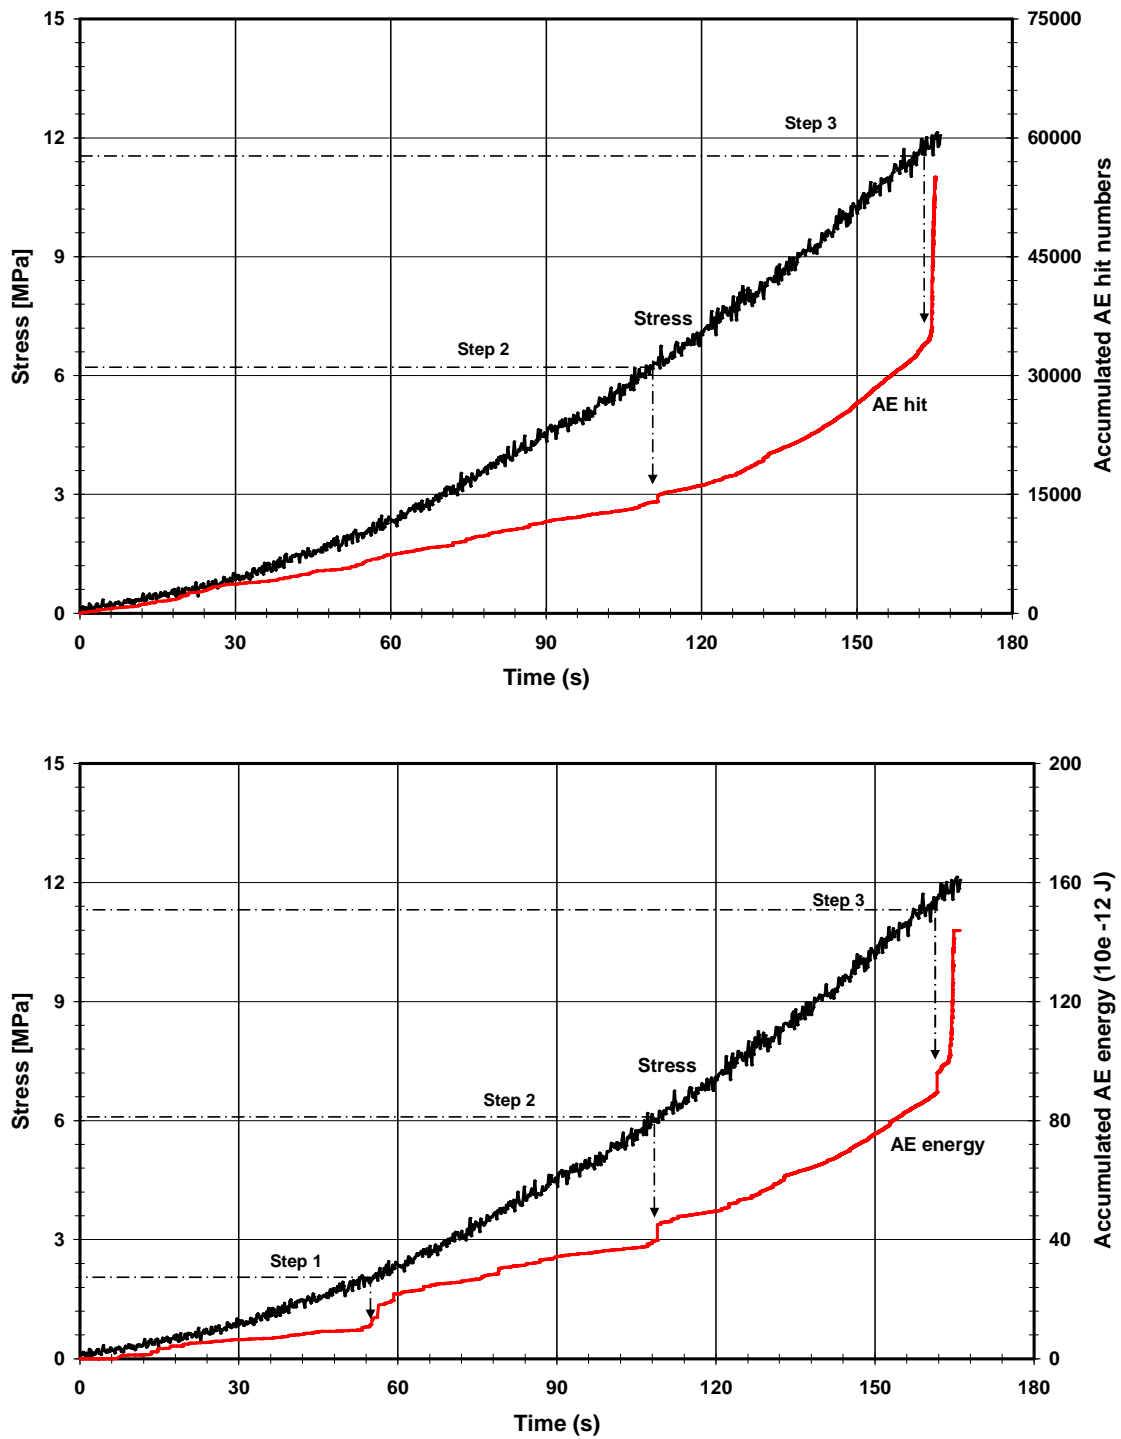 15
75000
Step 3
12
60000
9
45000
Stress
Step 2
6
30000
AE hit
3
15000
0
0
0
30
60
90
120
150
180
Time (s)
Stress [MPa]
Accumulated AE hit numbers
15
200
12
160
Step 3
9
120
Stress
Step 2
6
80
AE energy
3
40
Step 1
0
0
0
30
60
90
120
150
180
Time (s)
Stress [MPa]
Accumulated AE energy (10e -12 J)